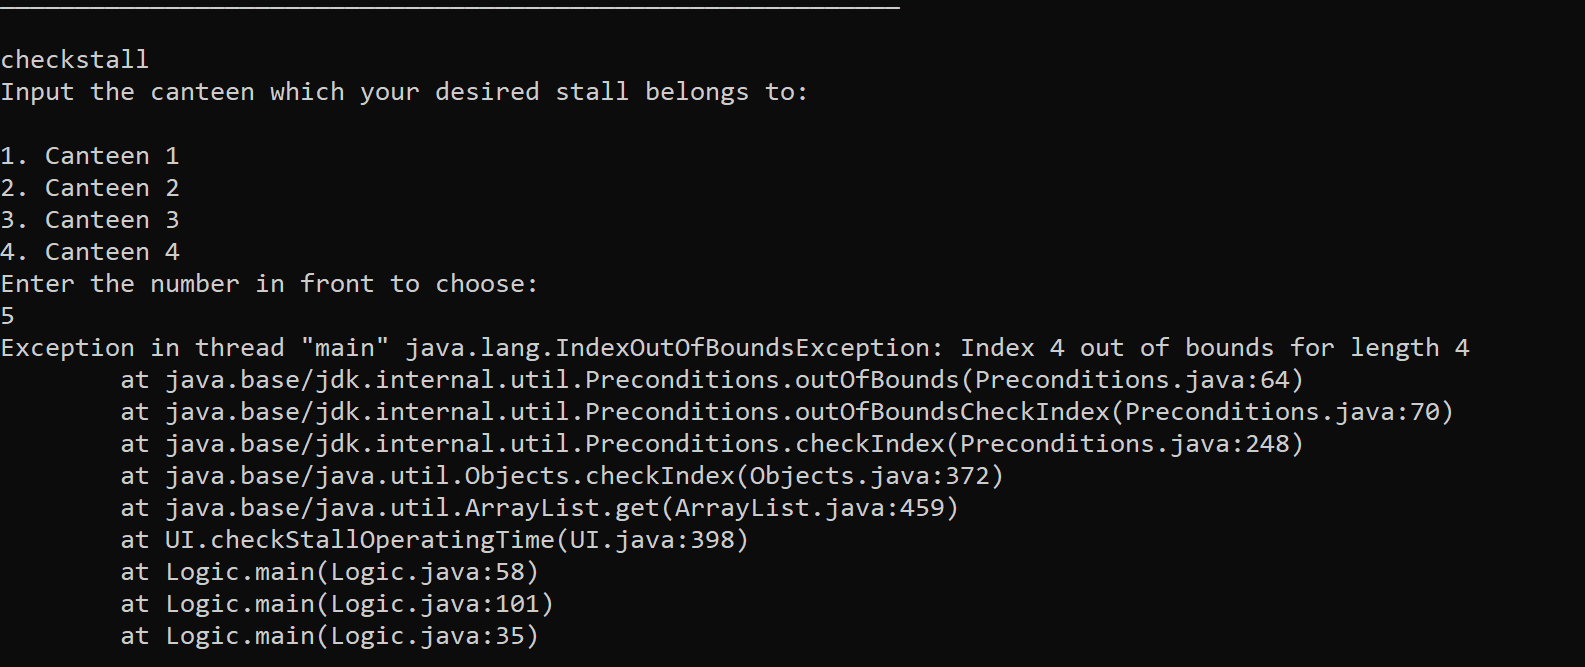 checkstall
Input the canteen which your desired stall belongs to:
1. Canteen 1
2. Canteen 2
3. Canteen 3
4. Canteen 4
Enter the number in front to choose:
5
Exception in thread "main" java.lang.IndexOutOfBoundsException: Index 4 out of bounds for length 4
at java.base/jdk.internal.util.Preconditions.outOfBounds(Preconditions.java:64)
at java.base/jdk.internal.util.Preconditions.outOfBoundsCheckIndex(Preconditions.java:70)
at java.base/jdk.internal.util.Preconditions.checkIndex(Preconditions.java:248)
at java.base/java.util.Objects.checkIndex(Objects.java:372)
at java.base/java.util.ArrayList.get(ArrayList.java:459)
at UI.checkStallOperatingTime(UI.java:398)
at Logic.main(Logic.java:58)
at Logic.main(Logic.java:101)
at Logic.main(Logic.java:35)